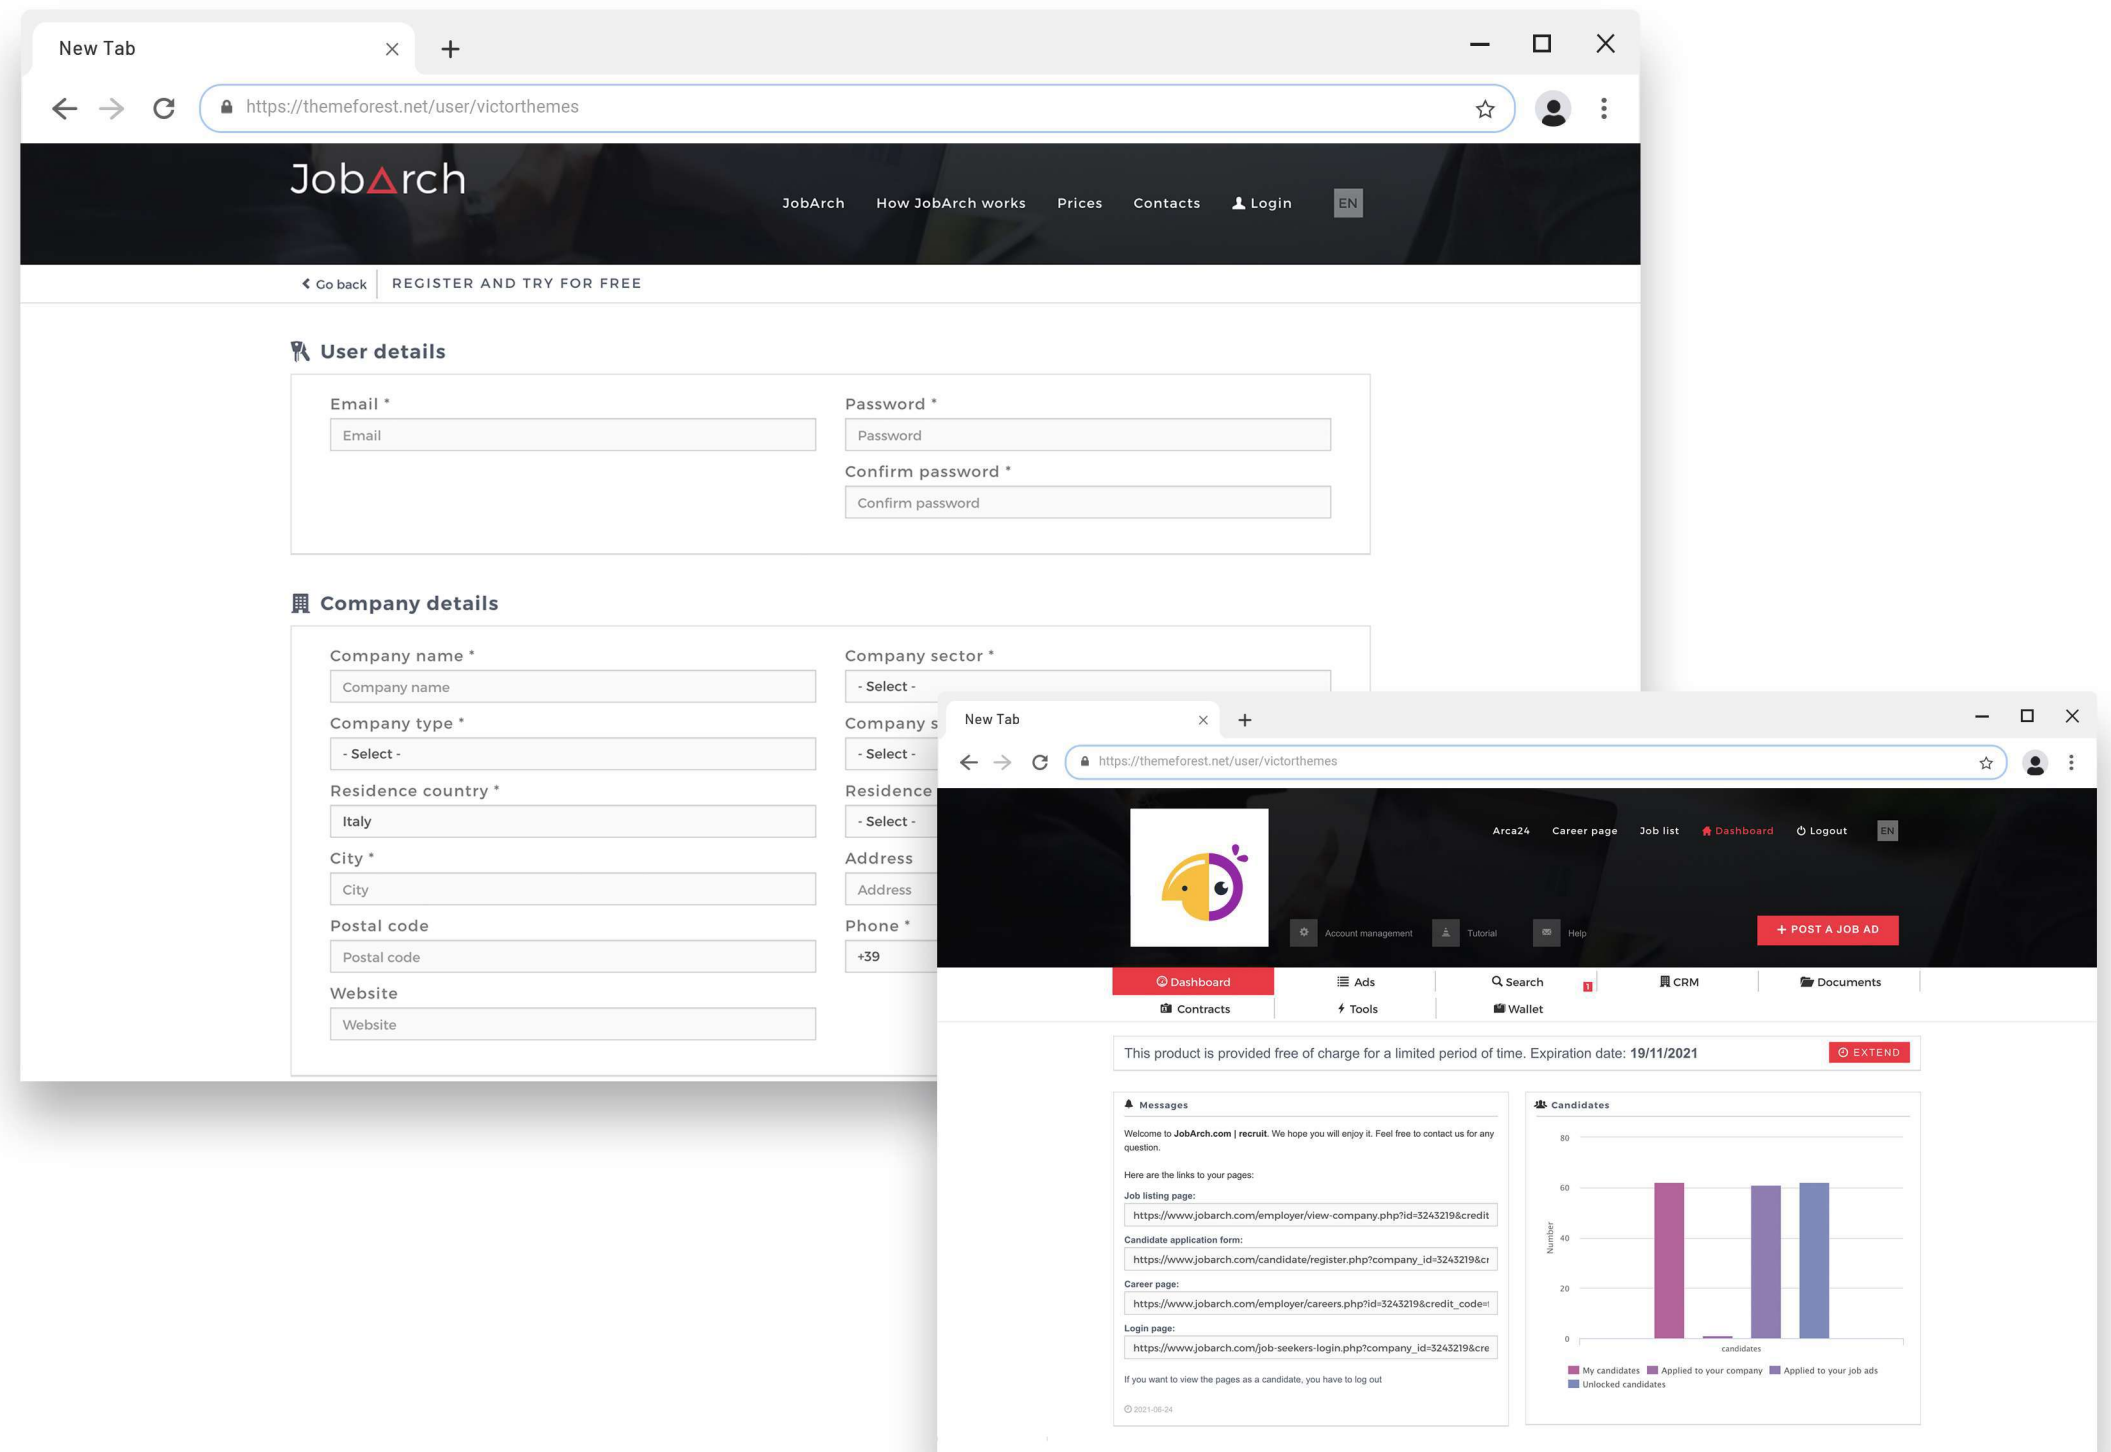 New Tab
https://themeforest.net/user/victorthemes
JobΔrch
JobArch How JobArch works Prices Contacts Login EN
Go back REGISTER AND TRY FOR FREE
User details
Email * Password *
Email Password
Confirm password *
Confirm password
Company details
Company name * Company sector *
Company name - Select -
Company type * Company s
- Select - - Select -
Residence country * Residence
Italy - Select -
City * Address
City Address
Postal code Phone *
Postal code +39
Website
Website
New Tab
https://themeforest.net/user/victorthemes
Arca24 Career page Job list Dashboard Logout EN
Account management Tutorial Help + POST A JOB AD
Dashboard Ads Search 1 CRM Documents
Contracts Tools Wallet
This product is provided free of charge for a limited period of time. Expiration date: 19/11/2021 EXTEND
Messages
Welcome to JobArch.com | recruit. We hope you will enjoy it. Feel free to contact us for any
question.
Here are the links to your pages:
Job listing page:
https://www.jobarch.com/employer/view-company.php?id=3243219&credit
Candidate application form:
https://www.jobarch.com/candidate/register.php?company_id=3243219&cr
Career page:
https://www.jobarch.com/employer/careers.php?id=3243219&credit_code=
Login page:
https://www.jobarch.com/job-seekers-login.php?company_id=3243219&cre
If you want to view the pages as a candidate, you have to log out
2021-06-24
Candidates
80
60
40
20
0
Number
candidates
My candidates Applied to your company Applied to your job ads
Unlocked candidates